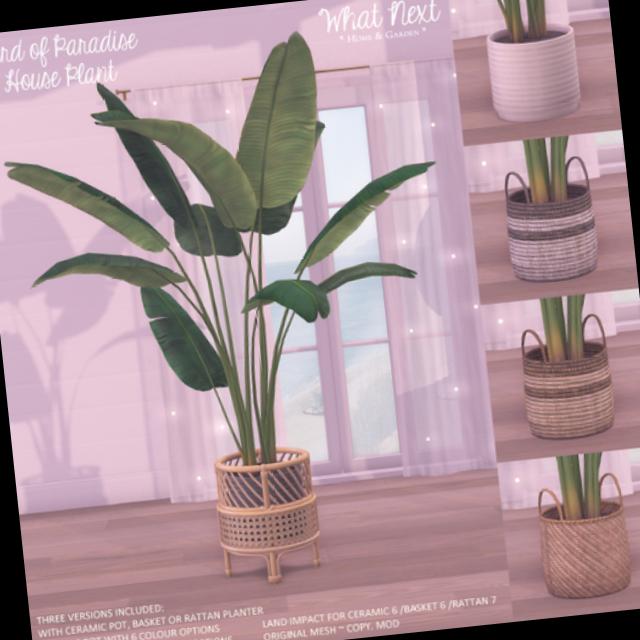 rd of Paradise
House Plant
What Next
* HOME & GARDEN *
THREE VERSIONS INCLUDED:
WITH CERAMIC POT, BASKET OR RATTAN PLANTER
WITH 6 COLOUR OPTIONS
LAND IMPACT FOR CERAMIC 6 /BASKET 6 /RATTAN 7
ORIGINAL MESH ~ COPY, MOD